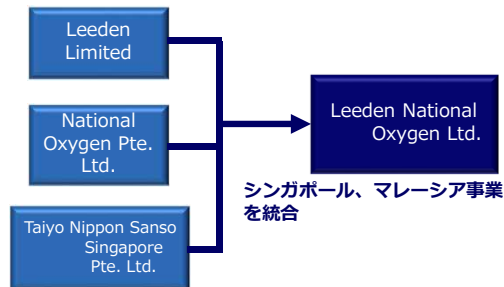 Leeden
Limited
National
Oxygen Pte.
Ltd.
Taiyo Nippon Sanso
Singapore
Pte. Ltd.
Leeden National
Oxygen Ltd.
シンガポール、マレーシア事業
を統合